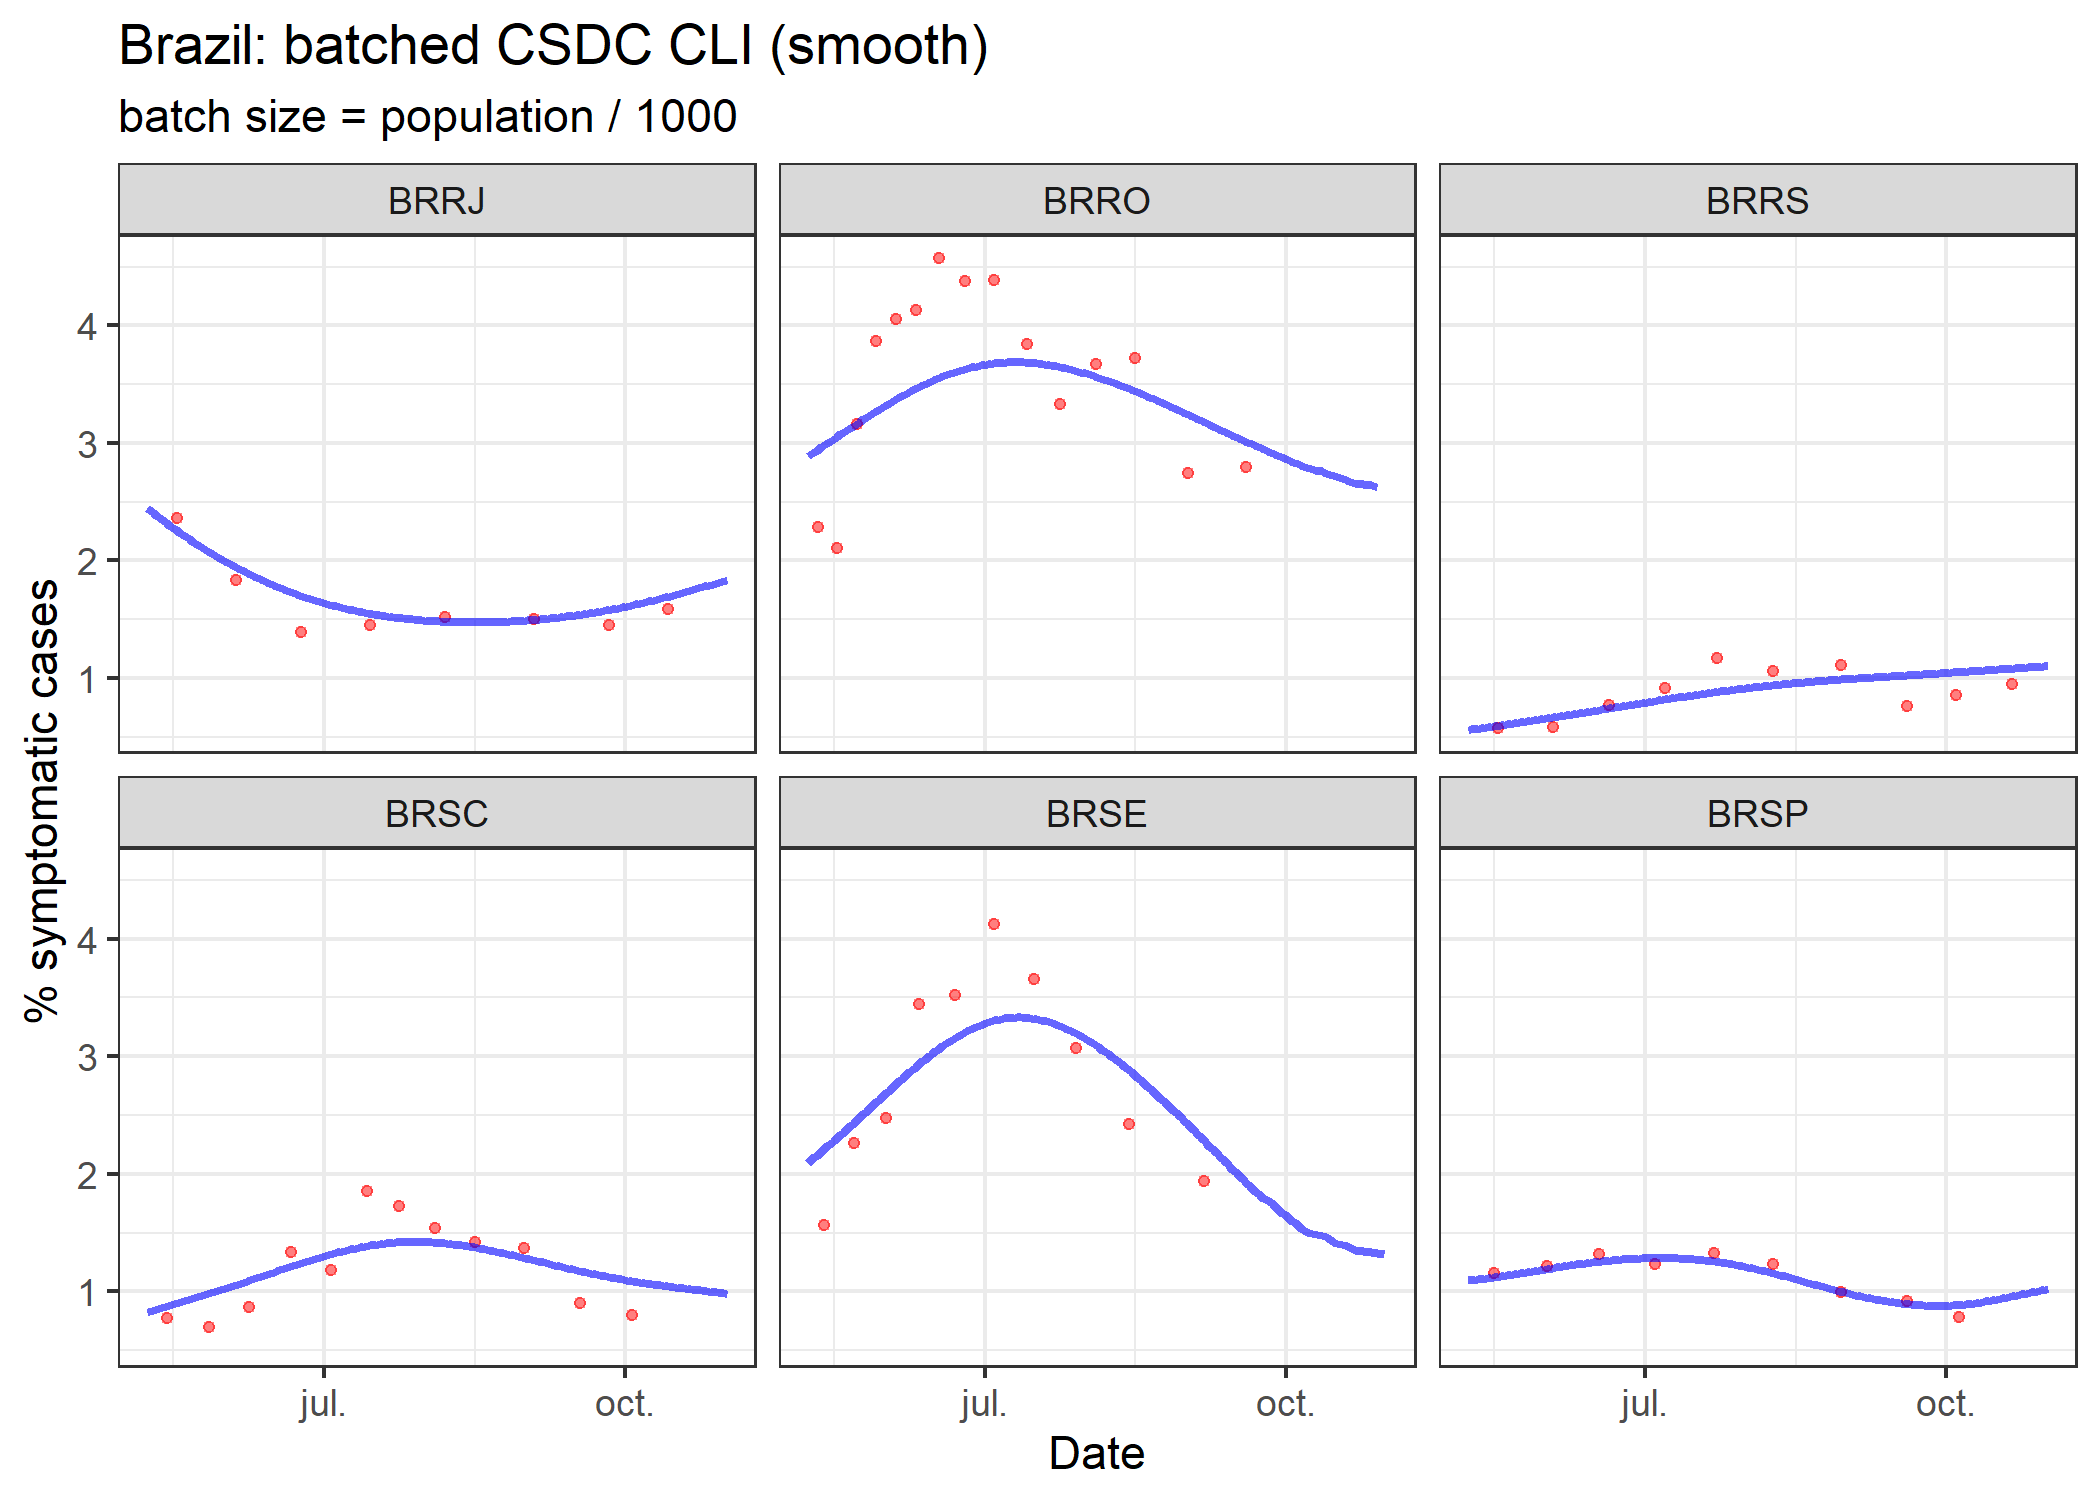 Brazil: batched CSDC CLI (smooth)
batch size = population / 1000
BRRJ
BRRO
BRRS
4
3
2
1
BRSC
BRSE
BRSP
4
3
2
1
% symptomatic cases
jul.
oct.
jul.
oct.
jul.
oct.
Date